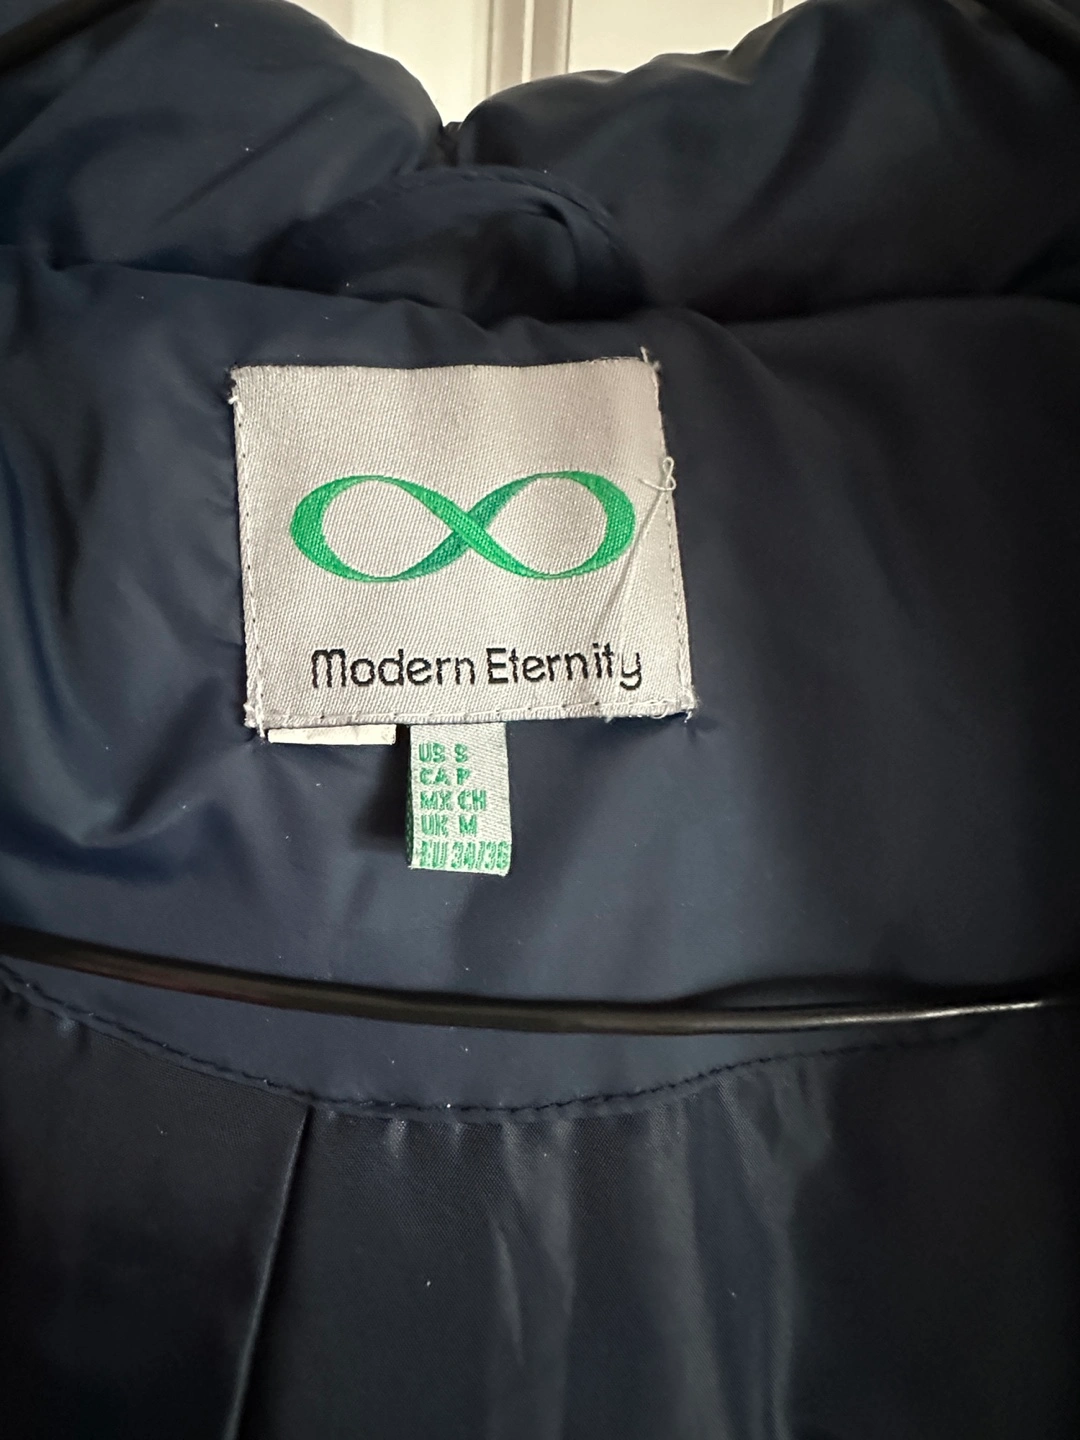 Modern Eternity
US S
CA P
MX CH
UK M
EU 34/36